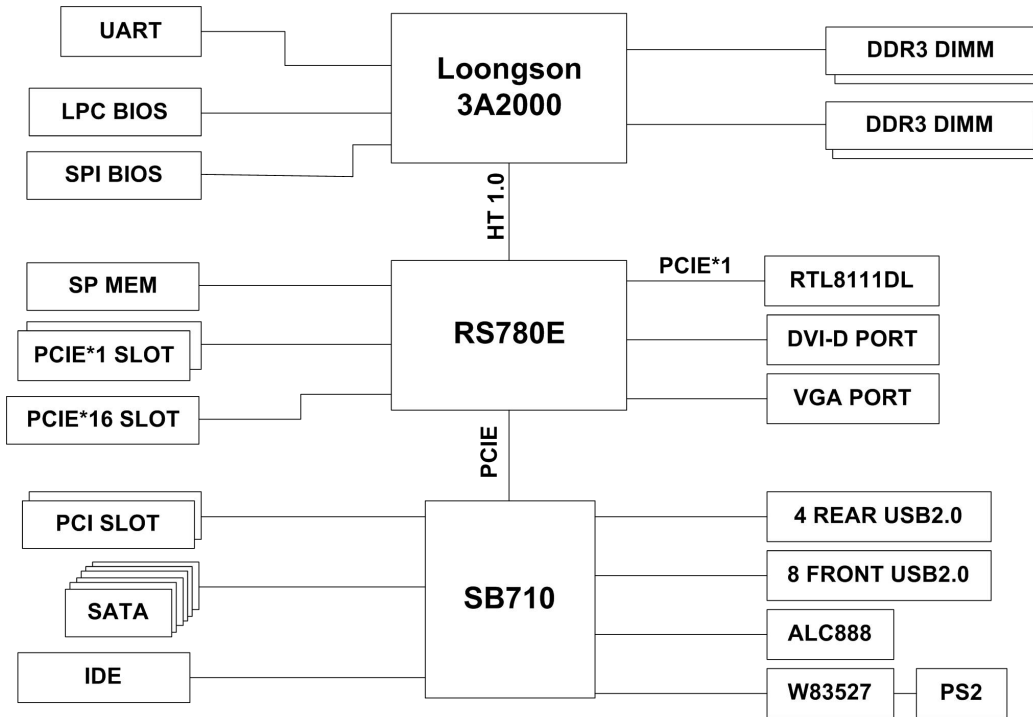 UART
LPC BIOS
SPI BIOS
Loongson
3A2000
DDR3 DIMM
DDR3 DIMM
HT 1.0
SP MEM
PCIE*1 SLOT
PCIE*16 SLOT
RS780E
PCIE*1
RTL8111DL
DVI-D PORT
VGA PORT
PCIE
PCI SLOT
SATA
IDE
SB710
4 REAR USB2.0
8 FRONT USB2.0
ALC888
W83527
PS2